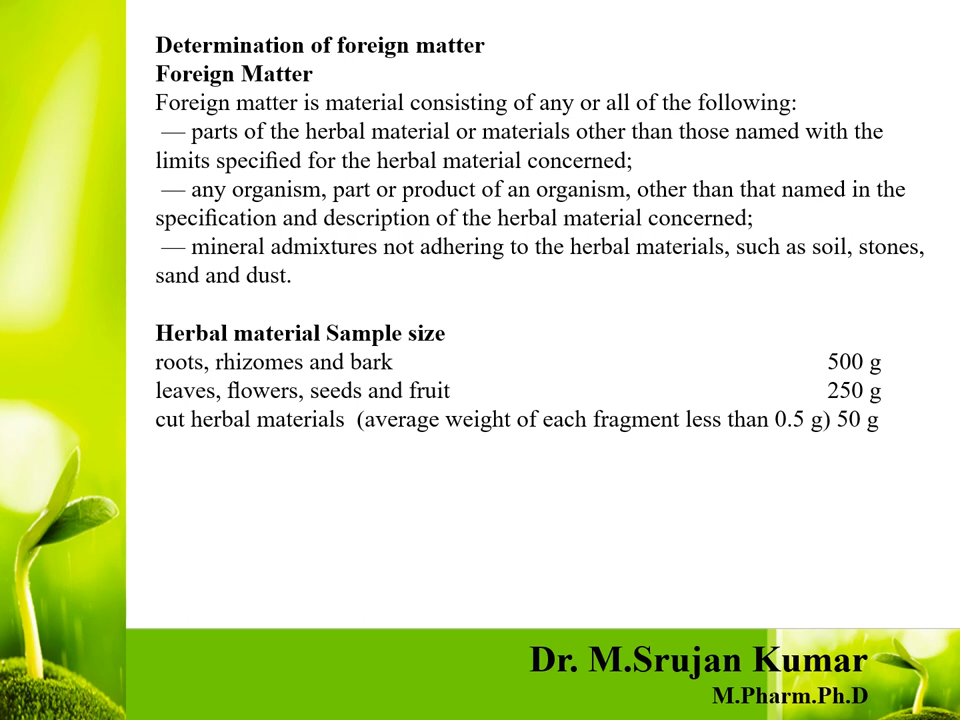 Determination of foreign matter
Foreign Matter
Foreign matter is material consisting of any or all of the following:
— parts of the herbal material or materials other than those named with the
limits specified for the herbal material concerned;
— any organism, part or product of an organism, other than that named in the
specification and description of the herbal material concerned;
— mineral admixtures not adhering to the herbal materials, such as soil, stones,
sand and dust.
Herbal material Sample size
roots, rhizomes and bark 500 g
leaves, flowers, seeds and fruit 250 g
cut herbal materials (average weight of each fragment less than 0.5 g) 50 g
Dr. M.Srujan Kumar
M.Pharm.Ph.D